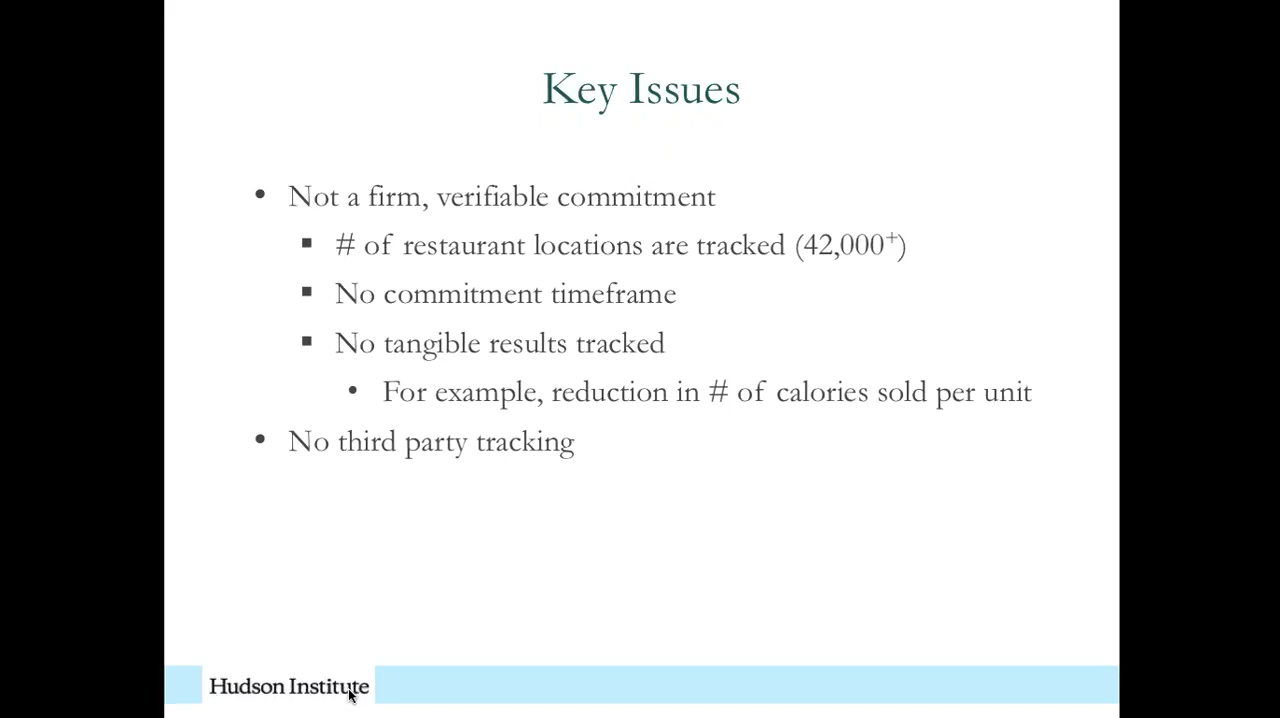 Key Issues
• Not a firm, verifiable commitment
▪ # of restaurant locations are tracked (42,000⁺)
▪ No commitment timeframe
▪ No tangible results tracked
• For example, reduction in # of calories sold per unit
• No third party tracking
Hudson Institute